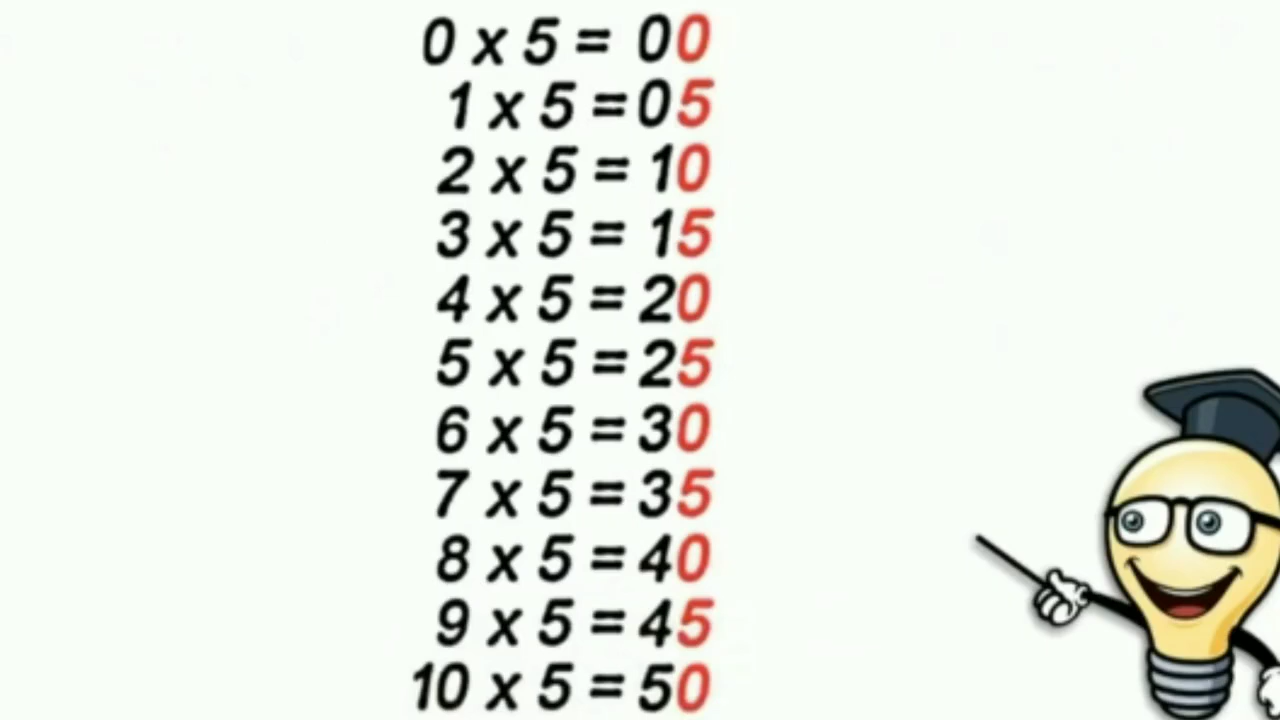 0 x 5 = 00
1 x 5 = 05
2 x 5 = 10
3 x 5 = 15
4 x 5 = 20
5 x 5 = 25
6 x 5 = 30
7 x 5 = 35
8 x 5 = 40
9 x 5 = 45
10 x 5 = 50